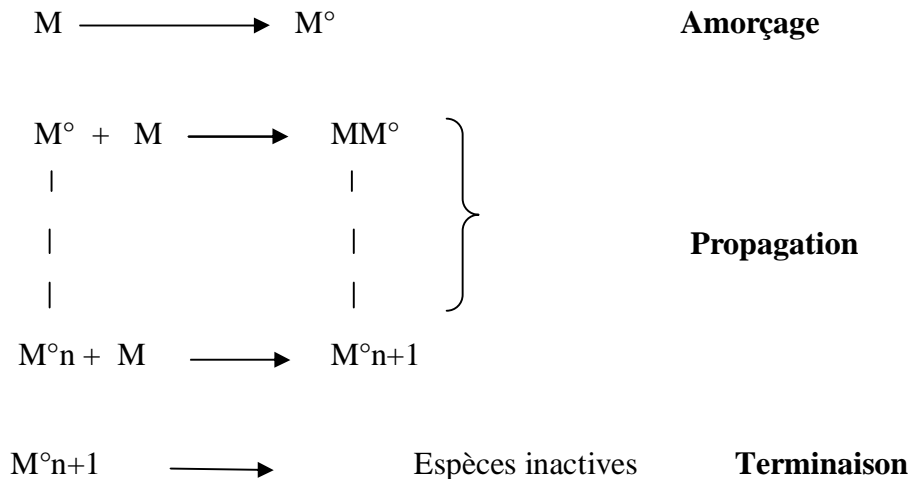 M M° Amorçage
M° + M MM°
Propagation
M°n + M M°n+1
M°n+1 Espèces inactives Terminaison